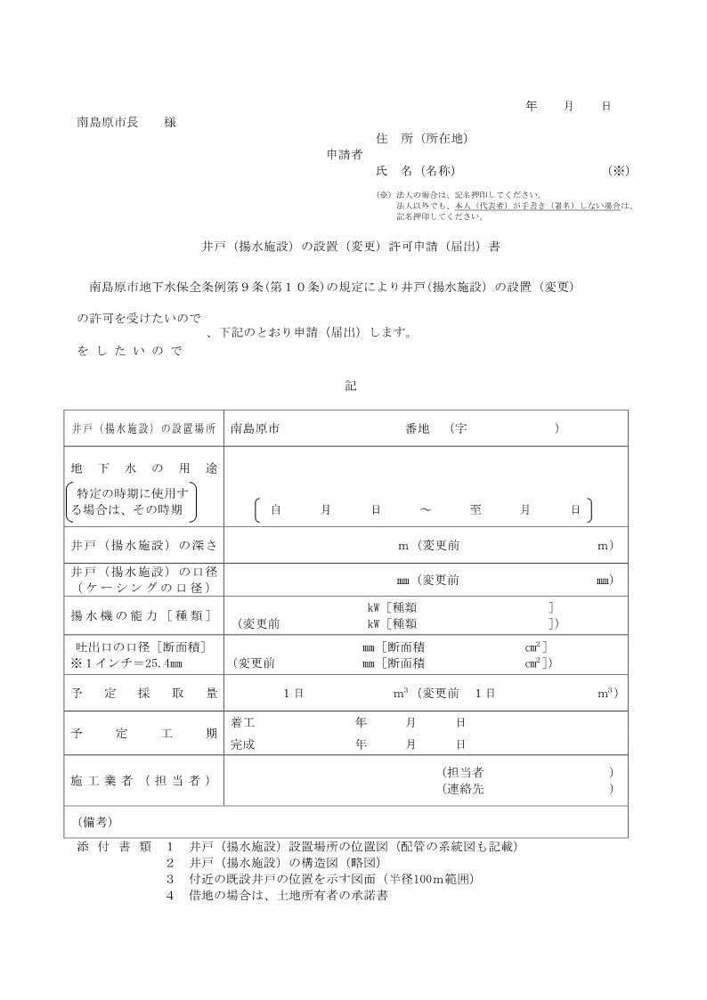 年　　月　　日
南島原市長　　様
住　所（所在地）
申請者
氏　名（名称）　　　　　　　　　　　（※）
（※）法人の場合は、記名押印してください。
法人以外でも、本人（代表者）が手書き（署名）しない場合は、
記名押印してください。
井戸（揚水施設）の設置（変更）許可申請（届出）書
南島原市地下水保全条例第９条(第１０条)の規定により井戸(揚水施設）の設置（変更）
の許可を受けたいので
、下記のとおり申請（届出）します。
を し た い の で
記
井戸（揚水施設）の設置場所　南島原市　　　　　　　　　　番地　（字　　　　　　　）
地　下　水　の　用　途
特定の時期に使用す
る場合は、その時期　　自　　　月　　　日　　　～　　　至　　　月　　　日
井戸（揚水施設）の深さ　　　　　　　　　ｍ（変更前　　　　　　　　　　　ｍ）
井戸（揚水施設）の口径
（ケーシングの口径）　　　　　　　　　㎜（変更前　　　　　　　　　　　㎜）
揚水機の能力［種類］
kW［種類　　　　　　　　　　］
（変更前　　　　　　　kW［種類　　　　　　　　　　］）
吐出口の口径［断面積］　　　　　　　㎜［断面積　　　　　　　　cm²］
※１インチ＝25.4㎜　（変更前　　　　　　　㎜［断面積　　　　　　　　cm²］）
予　定　採　取　量　　　１日　　　　　　　ｍ³（変更前　１日　　　　　　　　ｍ³）
予　定　工　期
着工　　　　　　　　年　　　月　　　日
完成　　　　　　　　年　　　月　　　日
施工業者（担当者）
（担当者　　　　　　　　　　）
（連絡先　　　　　　　　　　）
（備考）
添 付 書 類　１　井戸（揚水施設）設置場所の位置図（配管の系統図も記載）
２　井戸（揚水施設）の構造図（略図）
３　付近の既設井戸の位置を示す図面（半径100ｍ範囲）
４　借地の場合は、土地所有者の承諾書